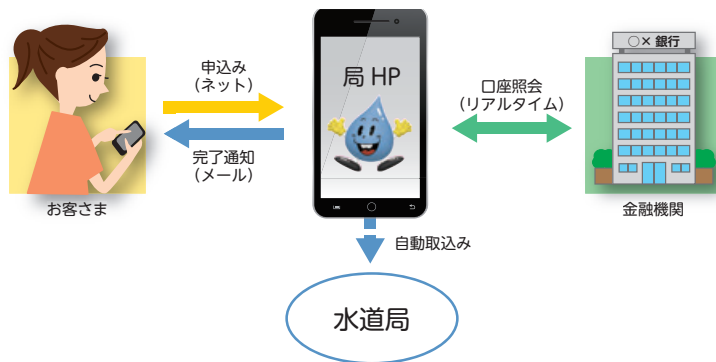 ○× 銀行
申込み
(ネット)
局 HP
口座照会
(リアルタイム)
完了通知
(メール)
お客さま
金融機関
自動取込み
水道局